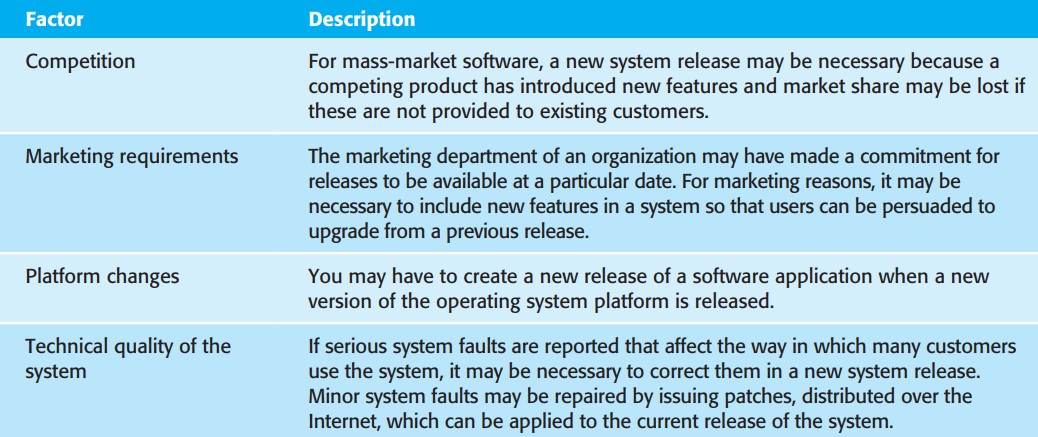 Factor
Description
Competition
For mass-market software, a new system release may be necessary because a
competing product has introduced new features and market share may be lost if
these are not provided to existing customers.
Marketing requirements
The marketing department of an organization may have made a commitment for
releases to be available at a particular date. For marketing reasons, it may be
necessary to include new features in a system so that users can be persuaded to
upgrade from a previous release.
Platform changes
You may have to create a new release of a software application when a new
version of the operating system platform is released.
Technical quality of the
system
If serious system faults are reported that affect the way in which many customers
use the system, it may be necessary to correct them in a new system release.
Minor system faults may be repaired by issuing patches, distributed over the
Internet, which can be applied to the current release of the system.